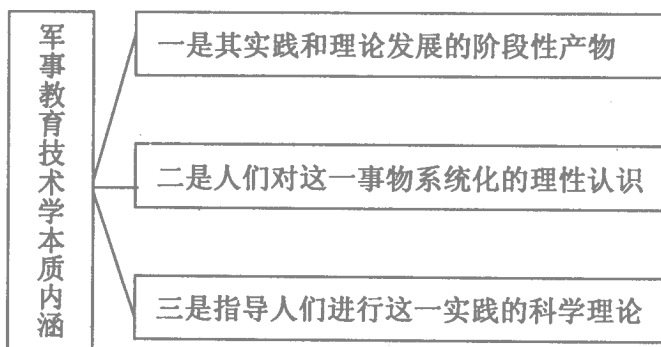 军事教育技术学本质内涵
一是其实践和理论发展的阶段性产物
二是人们对这一事物系统化的理性认识
三是指导人们进行这一实践的科学理论